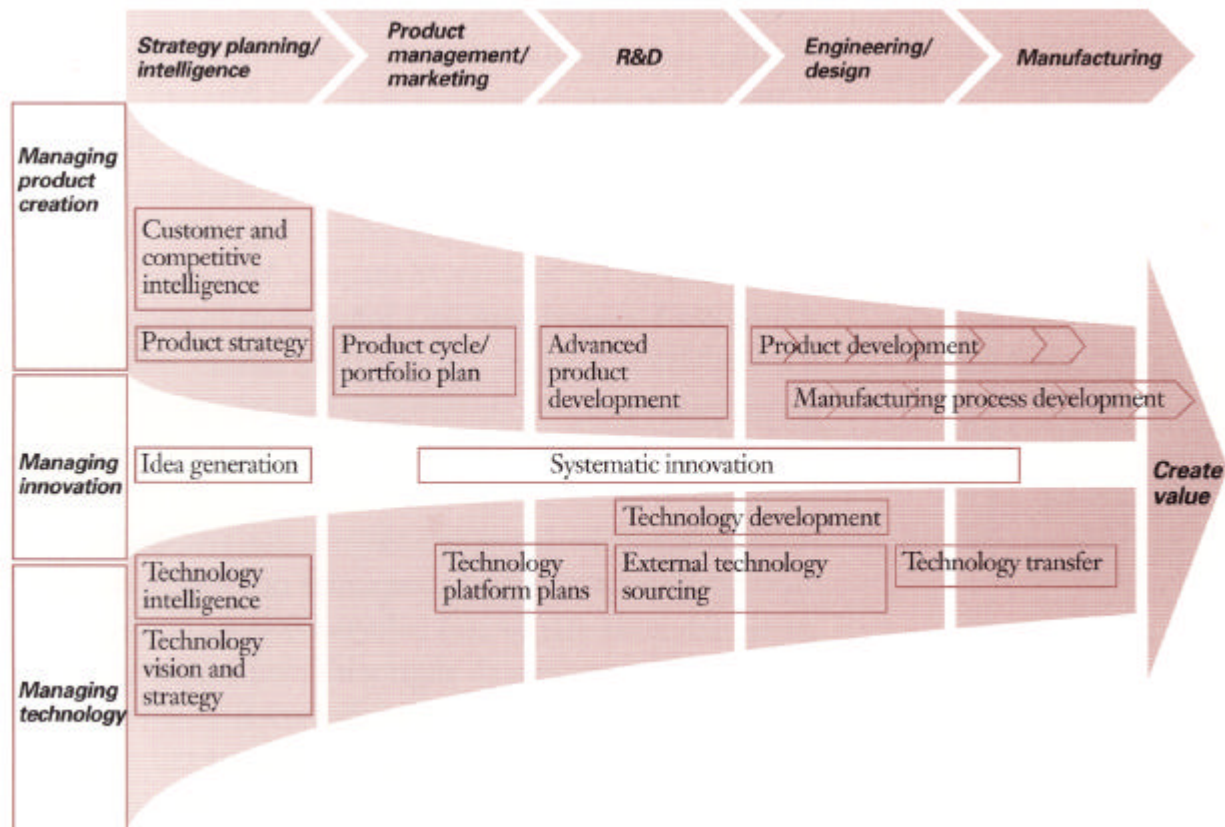 Strategy planning/
intelligence
Product
management/
marketing
R&D
Engineering/
design
Manufacturing
Managing
product
creation
Customer and
competitive
intelligence
Product strategy
Product cycle/
portfolio plan
Advanced
product
development
Product development
Manufacturing process development
Managing
innovation
Idea generation
Systematic innovation
Create
value
Managing
technology
Technology
intelligence
Technology
vision and
strategy
Technology
platform plans
Technology development
External technology
sourcing
Technology transfer